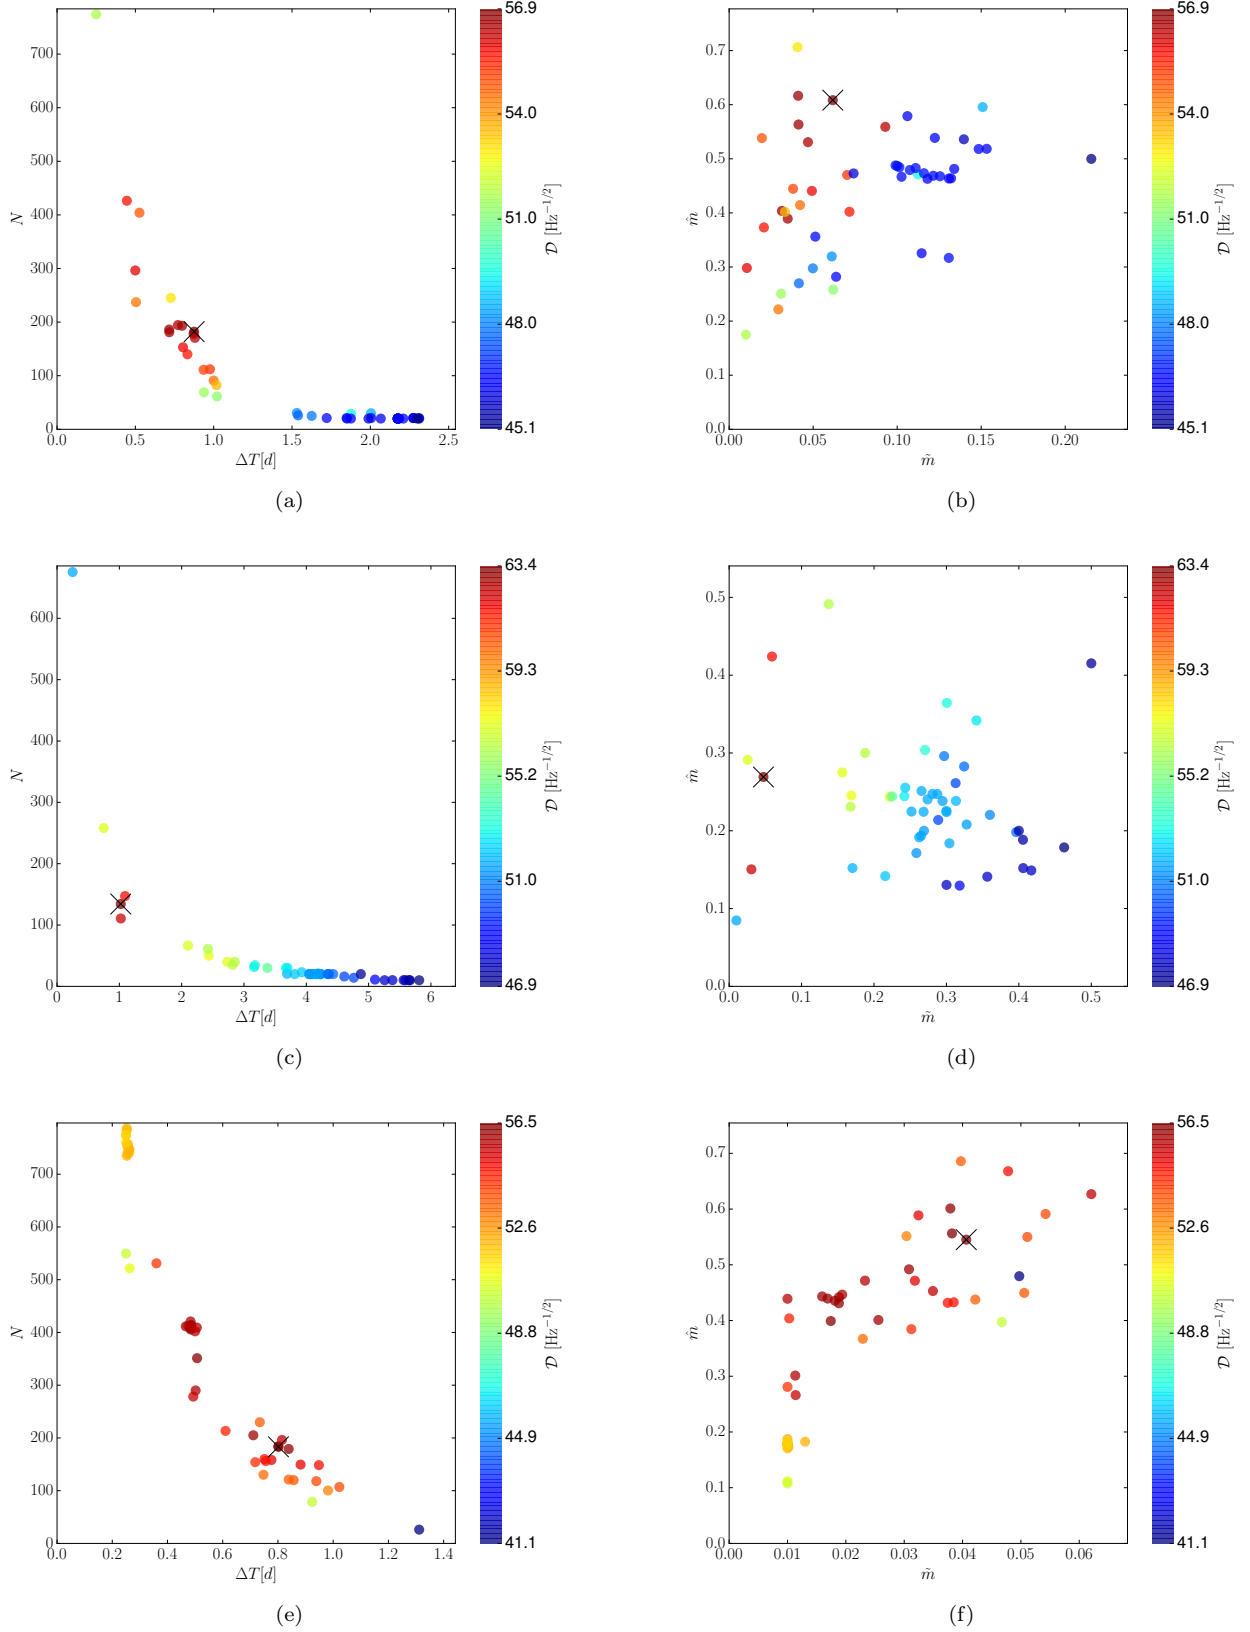 800
700
600
500
400
300
200
100
0
N
0.0 0.5 1.0 1.5 2.0 2.5
ΔT[d]
56.9
54.0
51.0
48.0
45.1
𝒟 [Hz^{-1/2}]
(a)
0.7
0.6
0.5
0.4
0.3
0.2
0.1
0.0
m̂
0.00 0.05 0.10 0.15 0.20
m̃
56.9
54.0
51.0
48.0
45.1
𝒟 [Hz^{-1/2}]
(b)
600
500
400
300
200
100
0
N
0 1 2 3 4 5 6
ΔT[d]
63.4
59.3
55.2
51.0
46.9
𝒟 [Hz^{-1/2}]
(c)
0.5
0.4
0.3
0.2
0.1
0.0
m̂
0.0 0.1 0.2 0.3 0.4 0.5
m̃
63.4
59.3
55.2
51.0
46.9
𝒟 [Hz^{-1/2}]
(d)
700
600
500
400
300
200
100
0
N
0.0 0.2 0.4 0.6 0.8 1.0 1.2 1.4
ΔT[d]
56.5
52.6
48.8
44.9
41.1
𝒟 [Hz^{-1/2}]
(e)
0.7
0.6
0.5
0.4
0.3
0.2
0.1
0.0
m̂
0.00 0.01 0.02 0.03 0.04 0.05 0.06
m̃
56.5
52.6
48.8
44.9
41.1
𝒟 [Hz^{-1/2}]
(f)